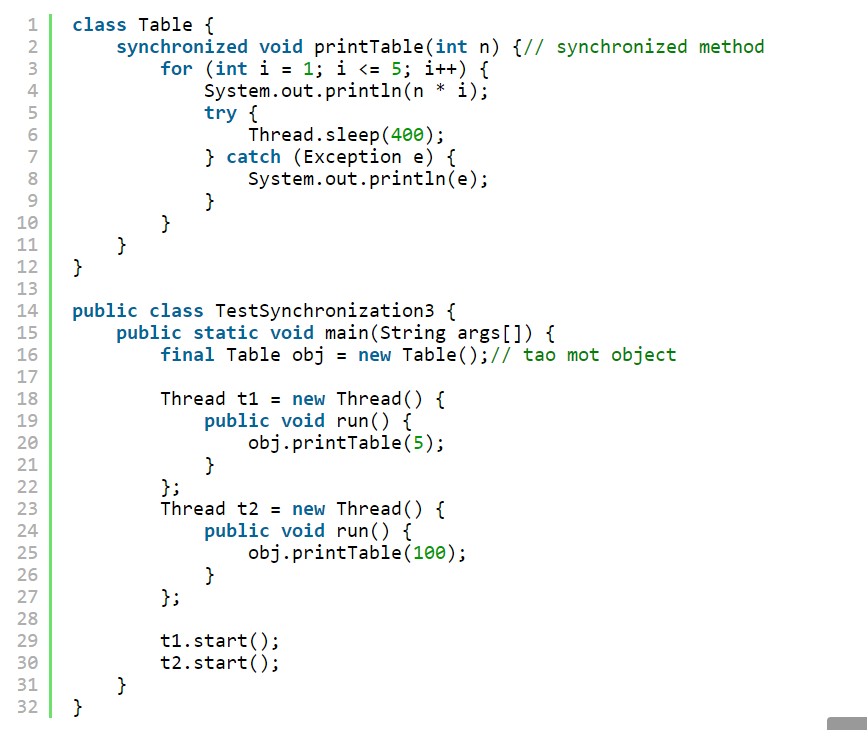 1 class Table {
2     synchronized void printTable(int n) {// synchronized method
3         for (int i = 1; i <= 5; i++) {
4             System.out.println(n * i);
5             try {
6                 Thread.sleep(400);
7             } catch (Exception e) {
8                 System.out.println(e);
9             }
10         }
11     }
12 }
13
14 public class TestSynchronization3 {
15     public static void main(String args[]) {
16         final Table obj = new Table();// tao mot object
17
18         Thread t1 = new Thread() {
19             public void run() {
20                 obj.printTable(5);
21             }
22         };
23         Thread t2 = new Thread() {
24             public void run() {
25                 obj.printTable(100);
26             }
27         };
28
29         t1.start();
30         t2.start();
31     }
32 }